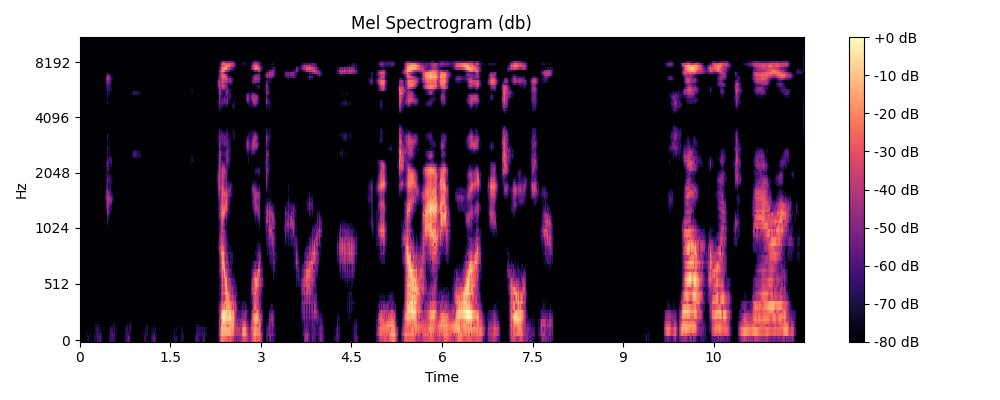 Mel Spectrogram (db)
8192
4096
2048
1024
512
0
Hz
0 1.5 3 4.5 6 7.5 9 10
Time
+0 dB
-10 dB
-20 dB
-30 dB
-40 dB
-50 dB
-60 dB
-70 dB
-80 dB